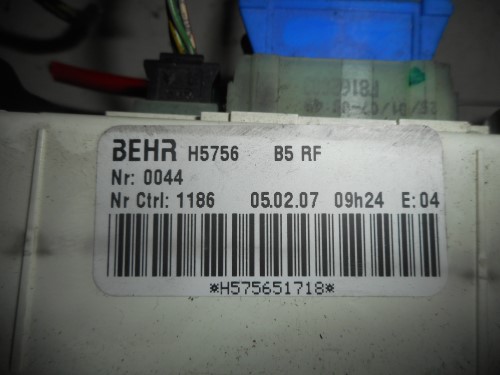 BEHR H5756 B5 RF
Nr: 0044
Nr Ctrl: 1186 05.02.07 09h24 E: 04
*H575651718*